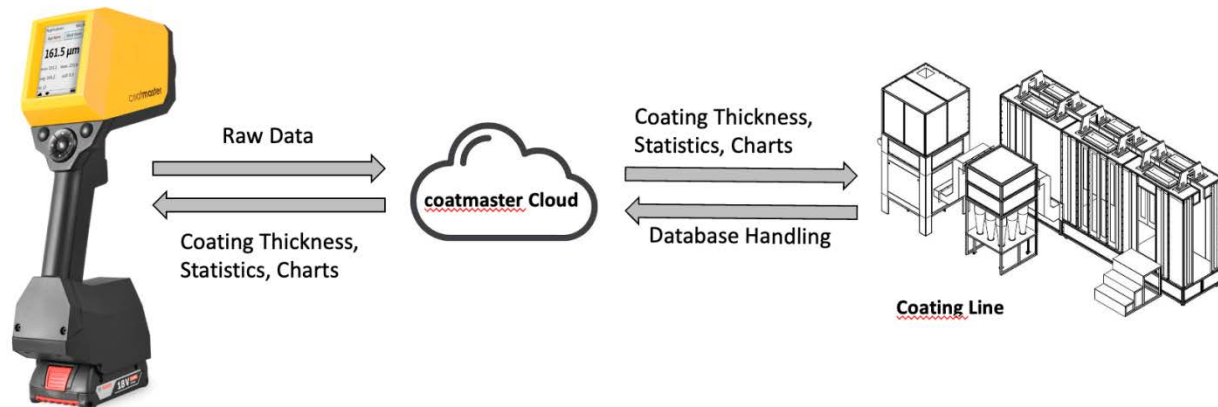 161.5 µm
coatmaster
18V
Raw Data
Coating Thickness,
Statistics, Charts
coatmaster Cloud
Coating Thickness,
Statistics, Charts
Database Handling
Coating Line